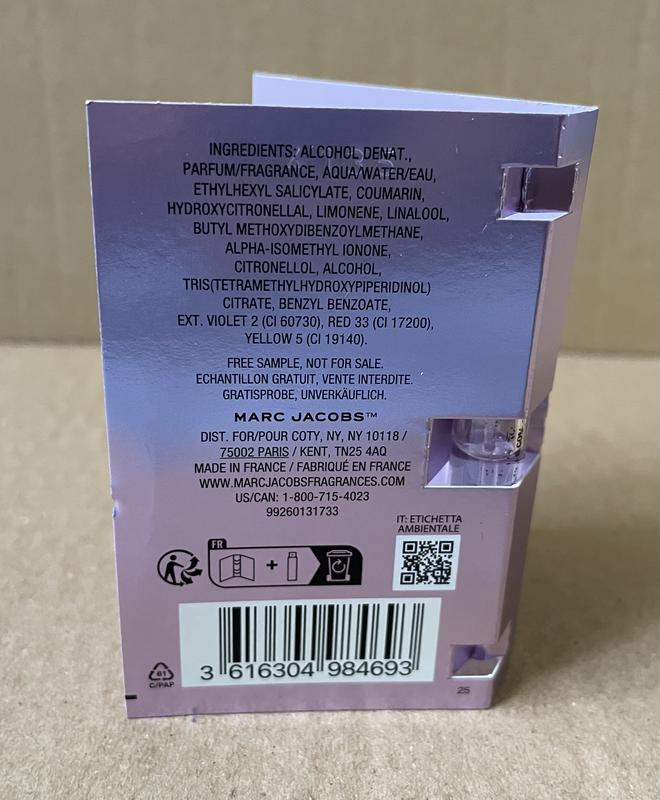 INGREDIENTS: ALCOHOL DENAT.,
PARFUM/FRAGRANCE, AQUA/WATER/EAU,
ETHYLHEXYL SALICYLATE, COUMARIN,
HYDROXYCITRONELLAL, LIMONENE, LINALOOL,
BUTYL METHOXYDIBENZOYLMETHANE,
ALPHA-ISOMETHYL IONONE,
CITRONELLOL, ALCOHOL,
TRIS(TETRAMETHYLHYDROXYPIPERIDINOL)
CITRATE, BENZYL BENZOATE,
EXT. VIOLET 2 (CI 60730), RED 33 (CI 17200),
YELLOW 5 (CI 19140).
FREE SAMPLE, NOT FOR SALE.
ECHANTILLON GRATUIT, VENTE INTERDITE.
GRATISPROBE, UNVERKÄUFLICH.
MARC JACOBS™
DIST. FOR/POUR COTY, NY, NY 10118 /
75002 PARIS / KENT, TN25 4AQ
MADE IN FRANCE / FABRIQUÉ EN FRANCE
WWW.MARCJACOBSFRAGRANCES.COM
US/CAN: 1-800-715-4023
99260131733
IT: ETICHETTA
AMBIENTALE
FR
+
3 616304 984693
81
C/PAP
25